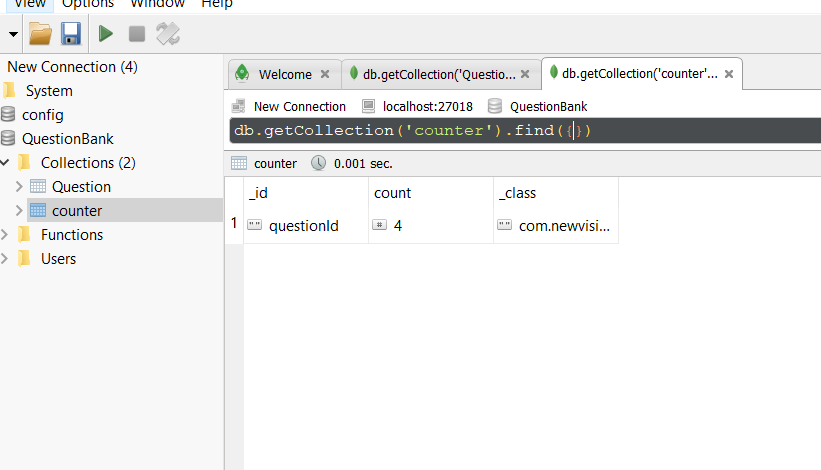 View Options Window Help
New Connection (4)
System
config
QuestionBank
Collections (2)
Question
counter
Functions
Users
Welcome
db.getCollection('Questio...
db.getCollection('counter'...
New Connection localhost:27018 QuestionBank
db.getCollection('counter').find({})
counter 0.001 sec.
_id count _class
1 "" questionId # 4 "" com.newvisi...